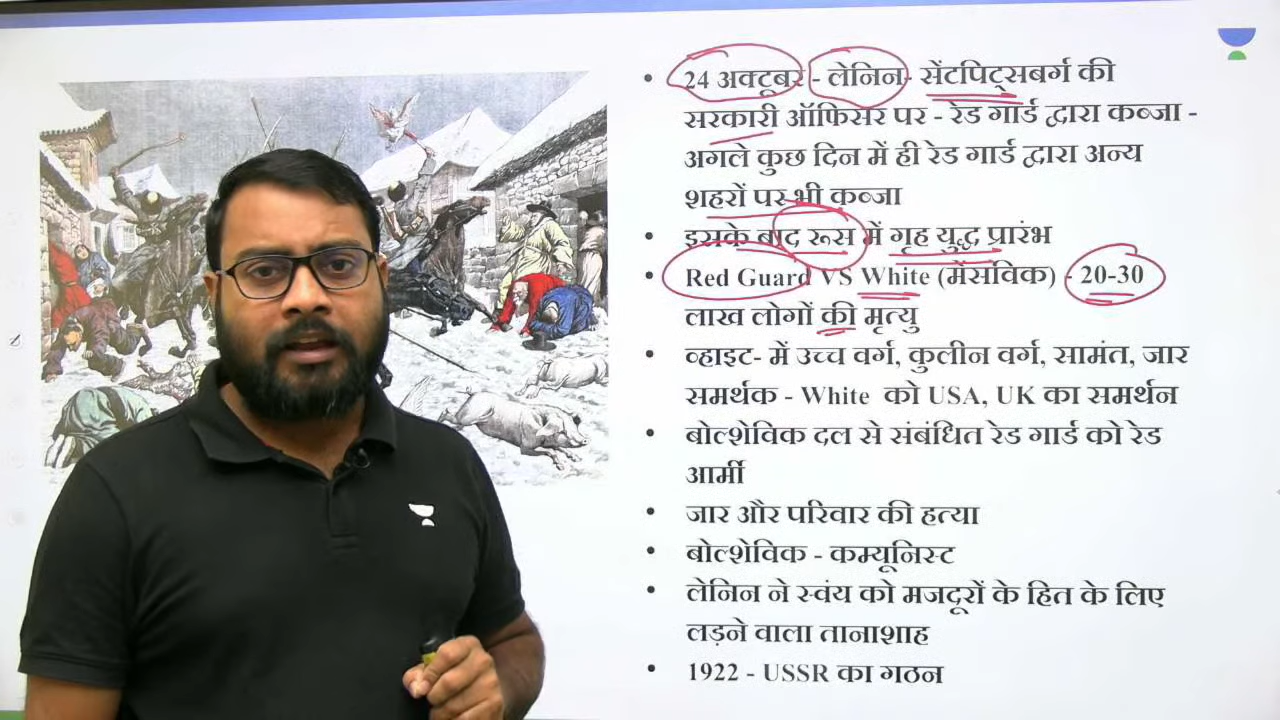 24 अक्टूबर - लेनिन- सेंटपिट्सबर्ग की
सरकारी ऑफिसर पर - रेड गार्ड द्वारा कब्जा -
अगले कुछ दिन में ही रेड गार्ड द्वारा अन्य
शहरों पर भी कब्जा
इसके बाद रूस में गृह युद्ध प्रारंभ
Red Guard VS White (मेंसविक) - 20-30
लाख लोगों की मृत्यु
व्हाइट- में उच्च वर्ग, कुलीन वर्ग, सामंत, जार
समर्थक - White को USA, UK का समर्थन
बोल्शेविक दल से संबंधित रेड गार्ड को रेड
आर्मी
जार और परिवार की हत्या
बोल्शेविक - कम्यूनिस्ट
लेनिन ने स्वंय को मजदूरों के हित के लिए
लड़ने वाला तानाशाह
1922 - USSR का गठन